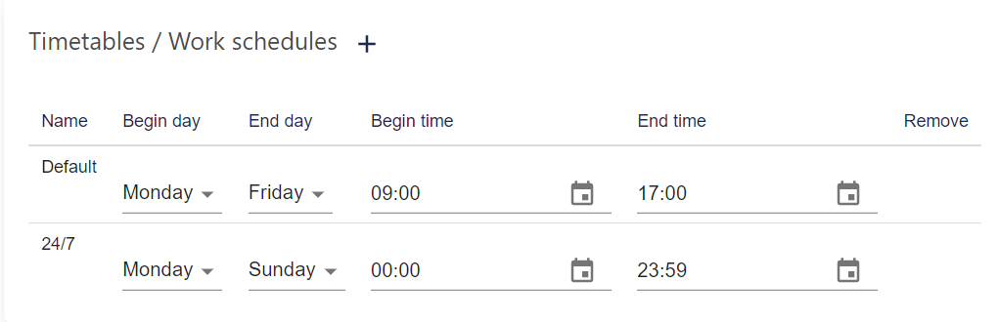 Timetables / Work schedules +
Name Begin day End day Begin time End time Remove
Default
Monday Friday 09:00 17:00
24/7
Monday Sunday 00:00 23:59